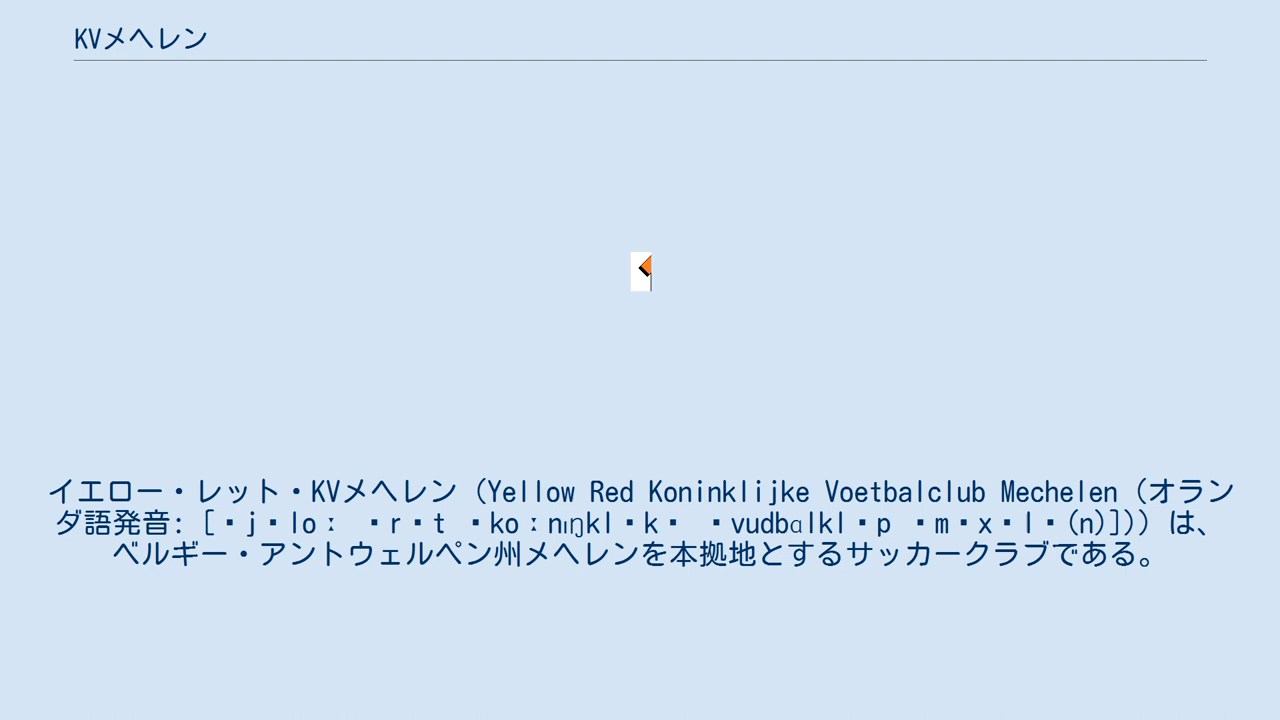 KVメヘレン
イエロー・レット・KVメヘレン（Yellow Red Koninklijke Voetbalclub Mechelen（オラン
ダ語発音: [▪j▪loː ▪r▪t ▪koːnɪŋkl▪k▪ ▪vudbɑlkl▪p ▪m▪x▪l▪(n)]））は、
ベルギー・アントウェルペン州メヘレンを本拠地とするサッカークラブである。